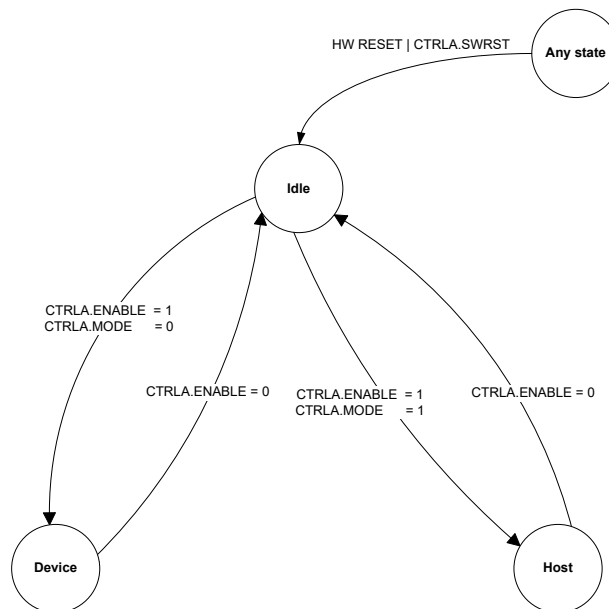 HW RESET | CTRLA.SWRST
Any state
Idle
CTRLA.ENABLE = 1
CTRLA.MODE = 0
CTRLA.ENABLE = 0
CTRLA.ENABLE = 1
CTRLA.MODE = 1
CTRLA.ENABLE = 0
Device
Host